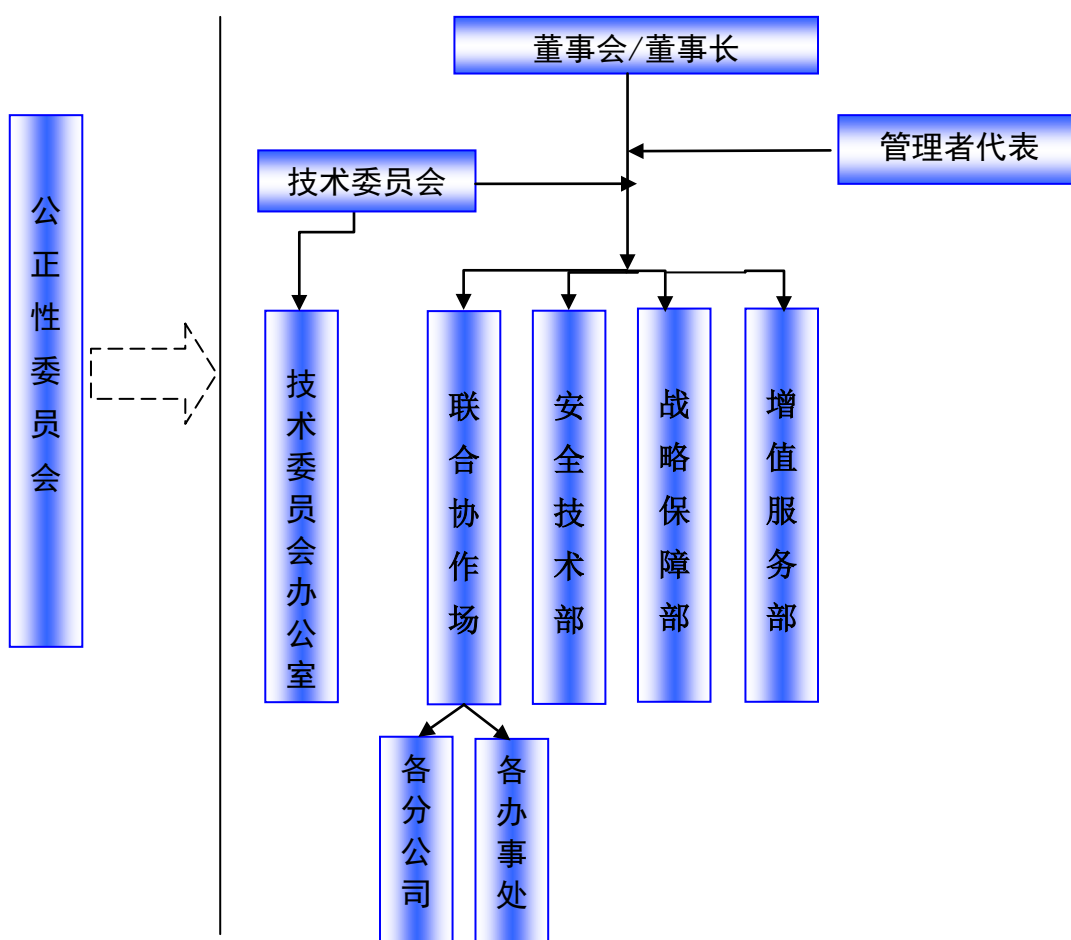 董事会/董事长
管理者代表
技术委员会
公正性委员会
技术委员会办公室
联合协作场
安全技术部
战略保障部
增值服务部
各分公司
各办事处